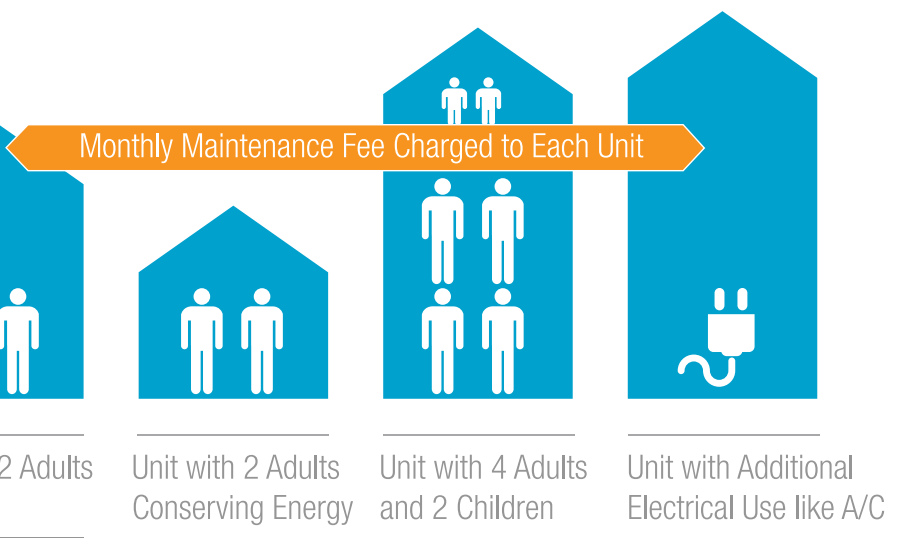 Monthly Maintenance Fee Charged to Each Unit
2 Adults
Unit with 2 Adults
Conserving Energy
Unit with 4 Adults
and 2 Children
Unit with Additional
Electrical Use like A/C